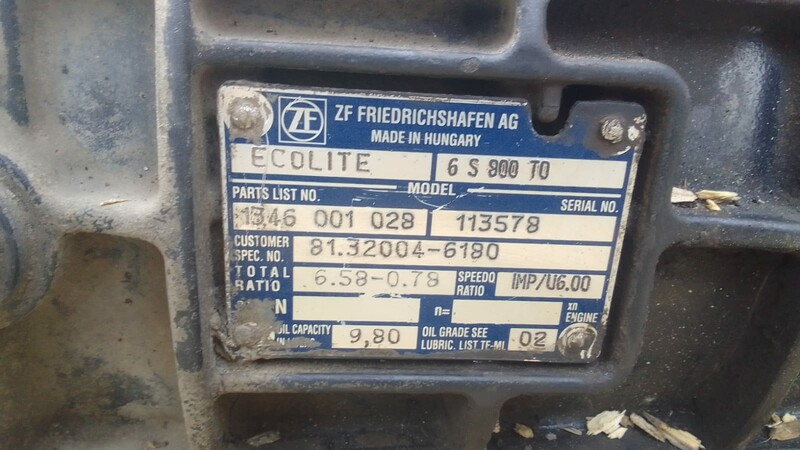 ZF FRIEDRICHSHAFEN AG
MADE IN HUNGARY
ECOLITE 6 S 800 TO
PARTS LIST NO. MODEL SERIAL NO.
1346 001 028 113578
CUSTOMER SPEC. NO. 81.32004-6180
TOTAL RATIO 6.58-0.78 SPEEDO RATIO IMP/U6.00
N n= xn ENGINE
OIL CAPACITY 9,80 OIL GRADE SEE LUBRIC. LIST TE-ML 02